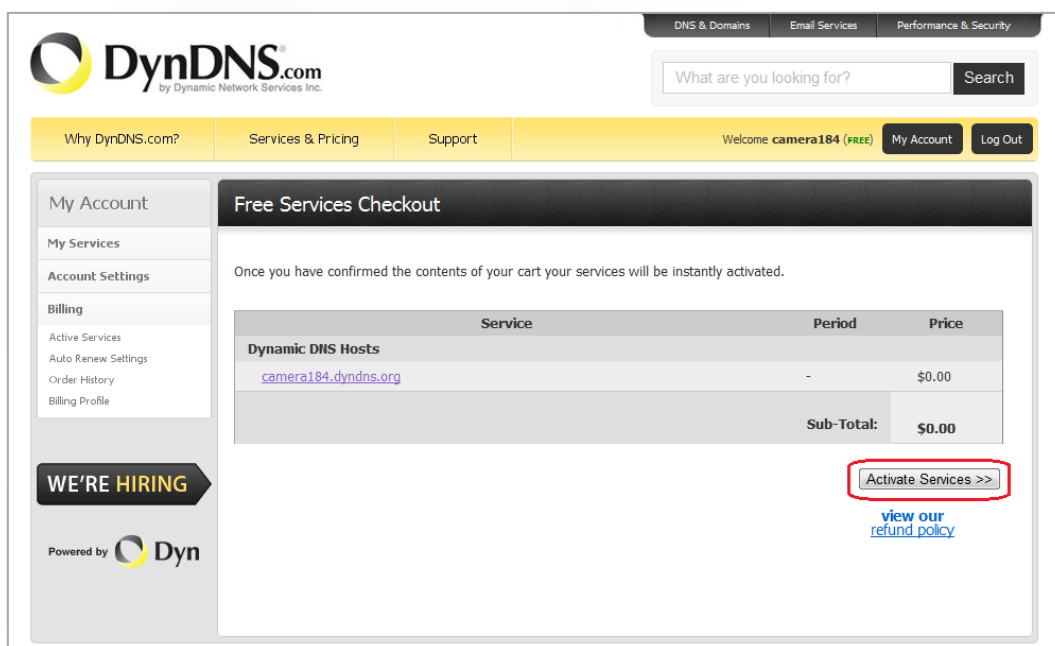 DNS & Domains Email Services Performance & Security
DynDNS.com
by Dynamic Network Services Inc.
What are you looking for? Search
Why DynDNS.com? Services & Pricing Support Welcome camera184 (FREE) My Account Log Out
My Account
My Services
Account Settings
Billing
Active Services
Auto Renew Settings
Order History
Billing Profile
WE'RE HIRING
Powered by Dyn
Free Services Checkout
Once you have confirmed the contents of your cart your services will be instantly activated.
Service Period Price
Dynamic DNS Hosts
camera184.dyndns.org - $0.00
Sub-Total: $0.00
Activate Services >>
view our
refund policy